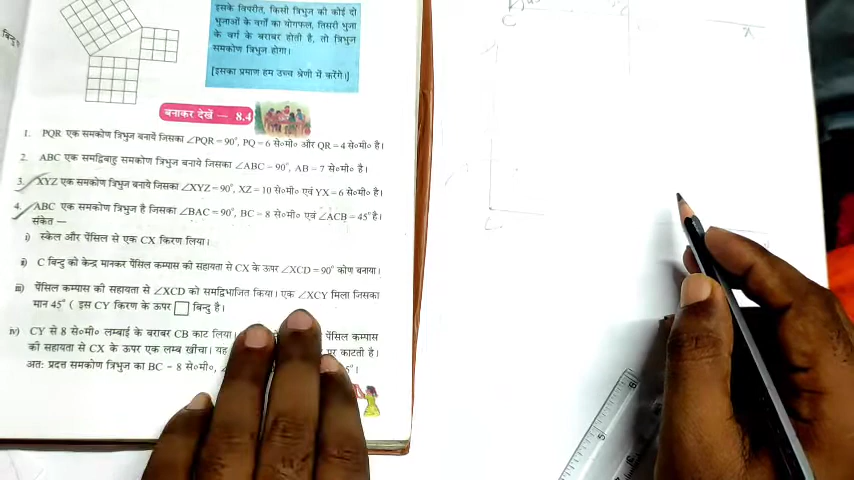 इसके विपरीत, किसी त्रिभुज की कोई दो
भुजाओं के वर्गों का योगफल, तिसरी भुजा
के वर्ग के बराबर होती है, तो त्रिभुज
समकोण त्रिभुज होगा।
[इसका प्रमाण हम उच्च श्रेणी में करेंगे।]
बनाकर देखें — 8.4
1. PQR एक समकोण त्रिभुज बनायें जिसका ∠PQR = 90°, PQ = 6 से०मी० और QR = 4 से०मी० है।
2. ABC एक समद्विबाहु समकोण त्रिभुज बनाये जिसका ∠ABC = 90°, AB = 7 से०मी० है।
3. XYZ एक समकोण त्रिभुज बनाये जिसका ∠XYZ = 90°, XZ = 10 से०मी० एवं YX = 6 से०मी० है।
4. ABC एक समकोण त्रिभुज है जिसका ∠BAC = 90°, BC = 8 से०मी० एवं ∠ACB = 45° है।
संकेत —
i) स्केल और पेंसिल से एक CX किरण लिया।
ii) C बिन्दु को केन्द्र मानकर पेंसिल कम्पास की सहायता से CX के ऊपर ∠XCD = 90° कोण बनाया।
iii) पेंसिल कम्पास की सहायता से ∠XCD को समद्विभाजित किया। एक ∠XCY मिला जिसका
मान 45° ( इस CY किरण के ऊपर □ बिन्दु है।
iv) CY से 8 से०मी० लम्बाई के बराबर CB काट लिया। पेंसिल कम्पास
की सहायता से CX के ऊपर एक लम्ब खींचा। यह पर काटती है।
अतः प्रदत्त समकोण त्रिभुज का BC = 8 से०मी०,
C
X
C